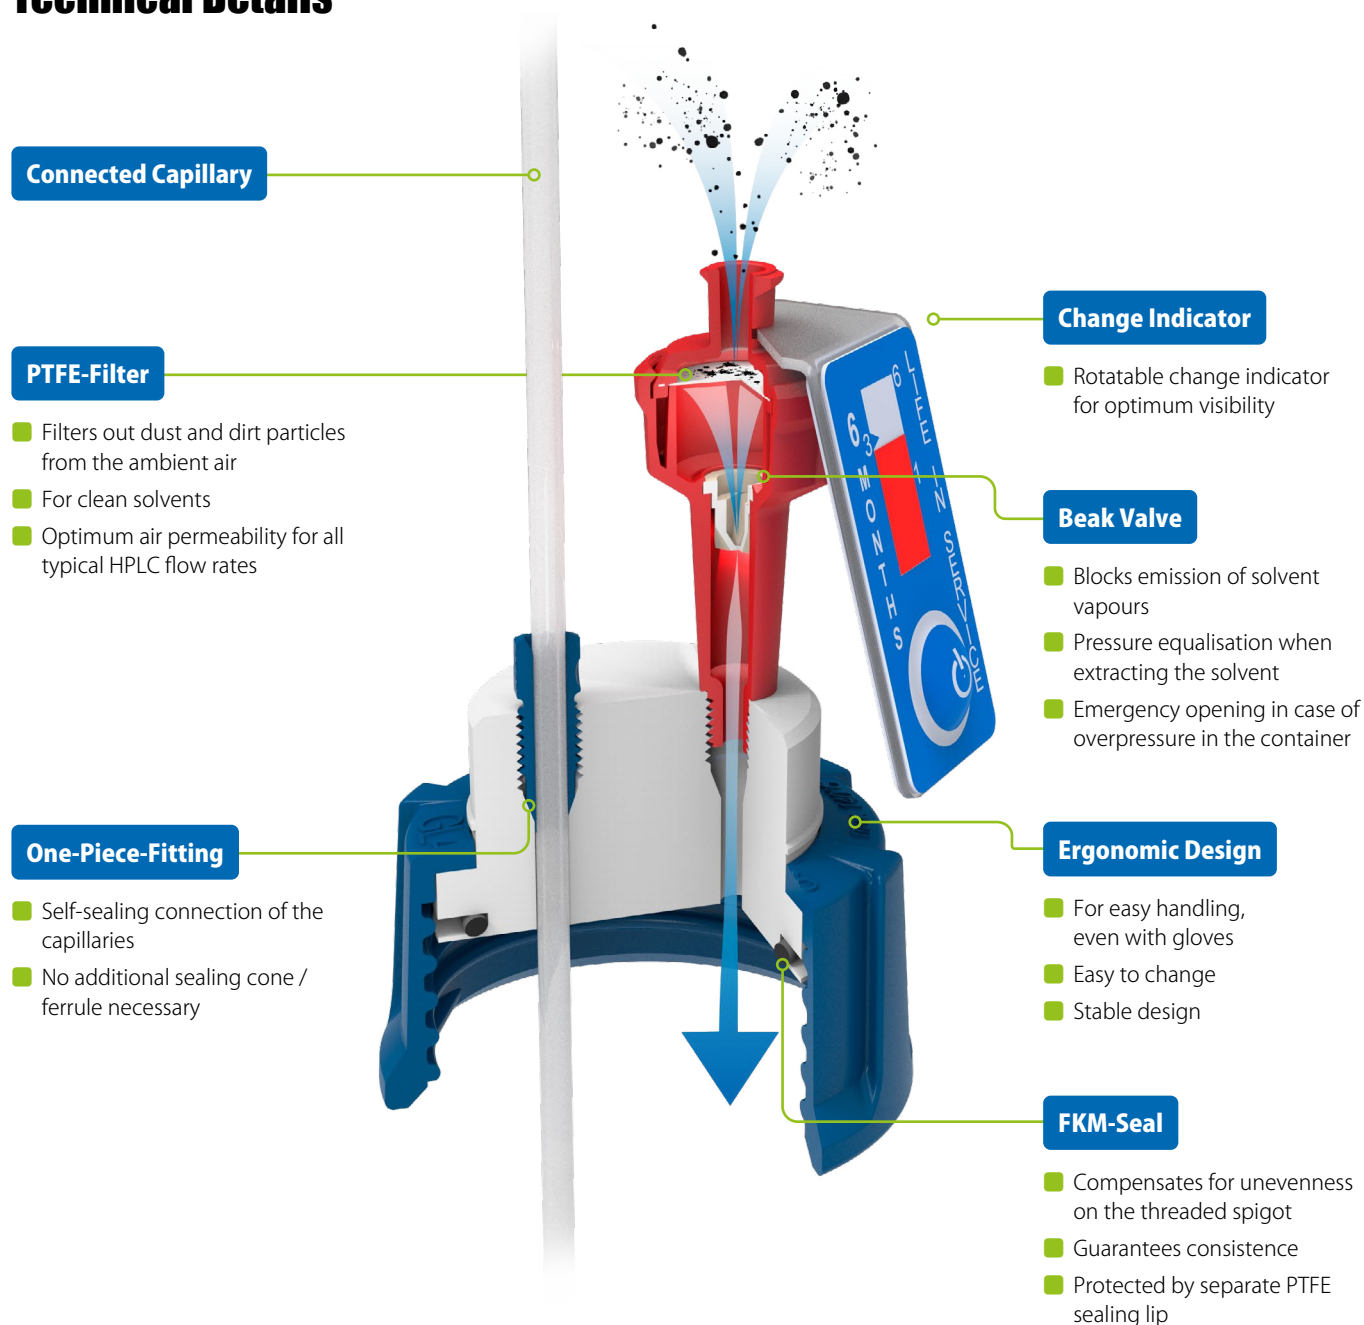 Technical Details
Connected Capillary
PTFE-Filter
Filters out dust and dirt particles
from the ambient air
For clean solvents
Optimum air permeability for all
typical HPLC flow rates
One-Piece-Fitting
Self-sealing connection of the
capillaries
No additional sealing cone /
ferrule necessary
6 MONTHS
6
3
1
LIFE IN SERVICE
Change Indicator
Rotatable change indicator
for optimum visibility
Beak Valve
Blocks emission of solvent
vapours
Pressure equalisation when
extracting the solvent
Emergency opening in case of
overpressure in the container
Ergonomic Design
For easy handling,
even with gloves
Easy to change
Stable design
FKM-Seal
Compensates for unevenness
on the threaded spigot
Guarantees consistence
Protected by separate PTFE
sealing lip